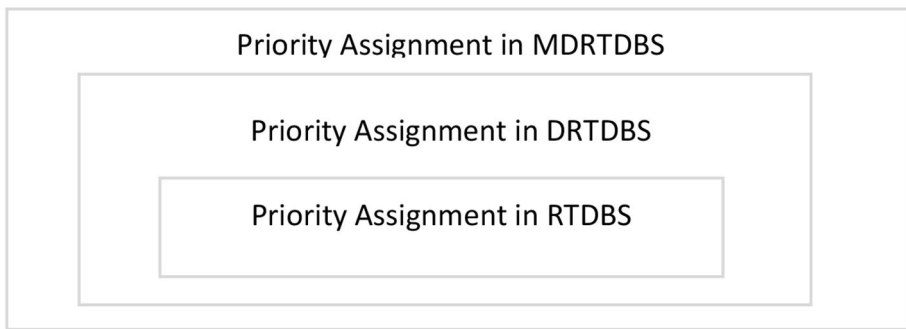 Priority Assignment in MDRTDBS
Priority Assignment in DRTDBS
Priority Assignment in RTDBS